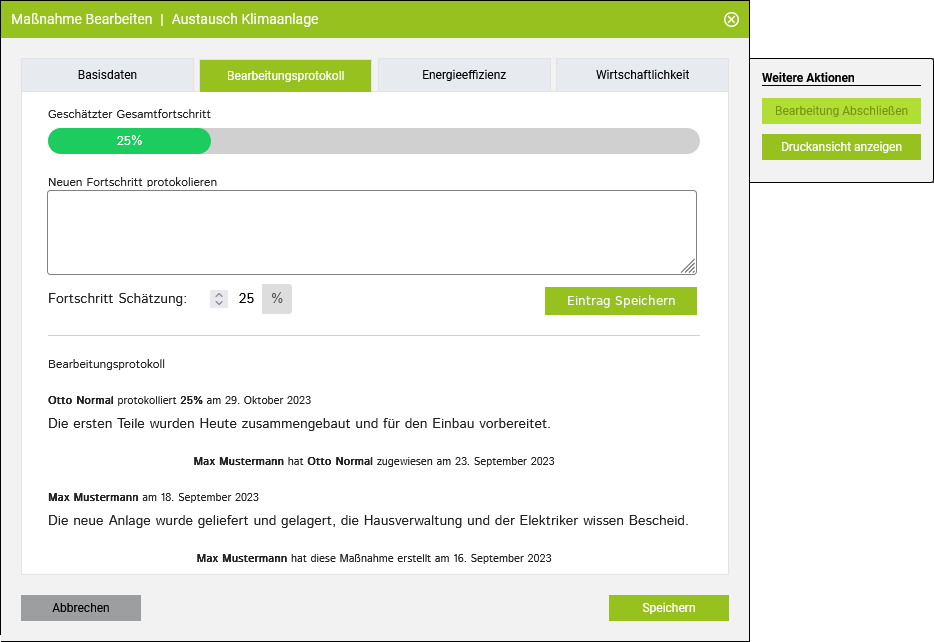 Maßnahme Bearbeiten | Austausch Klimaanlage
Basisdaten
Bearbeitungsprotokoll
Energieeffizienz
Wirtschaftlichkeit
Weitere Aktionen
Bearbeitung Abschließen
Druckansicht anzeigen
Geschätzter Gesamtfortschritt
25%
Neuen Fortschritt protokolieren
Fortschritt Schätzung: 25 %
Eintrag Speichern
Bearbeitungsprotokoll
Otto Normal protokolliert 25% am 29. Oktober 2023
Die ersten Teile wurden Heute zusammengebaut und für den Einbau vorbereitet.
Max Mustermann hat Otto Normal zugewiesen am 23. September 2023
Max Mustermann am 18. September 2023
Die neue Anlage wurde geliefert und gelagert, die Hausverwaltung und der Elektriker wissen Bescheid.
Max Mustermann hat diese Maßnahme erstellt am 16. September 2023
Abbrechen
Speichern